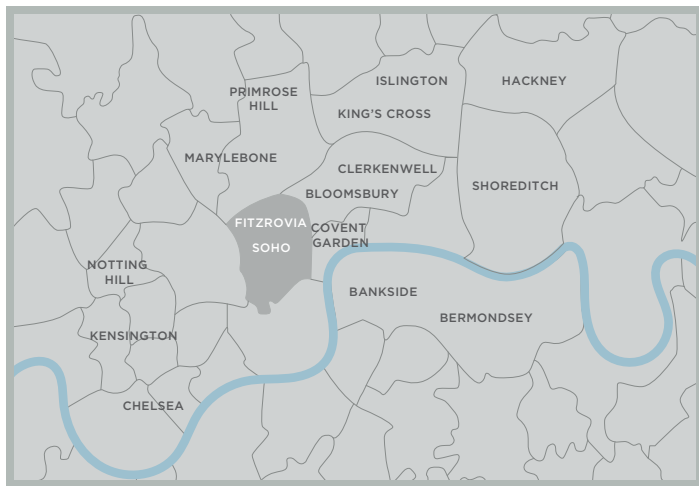 ISLINGTON
HACKNEY
PRIMROSE
HILL
KING'S CROSS
MARYLEBONE
CLERKENWELL
SHOREDITCH
BLOOMSBURY
FITZROVIA
SOHO
COVENT
GARDEN
NOTTING
HILL
BANKSIDE
BERMONDSEY
KENSINGTON
CHELSEA